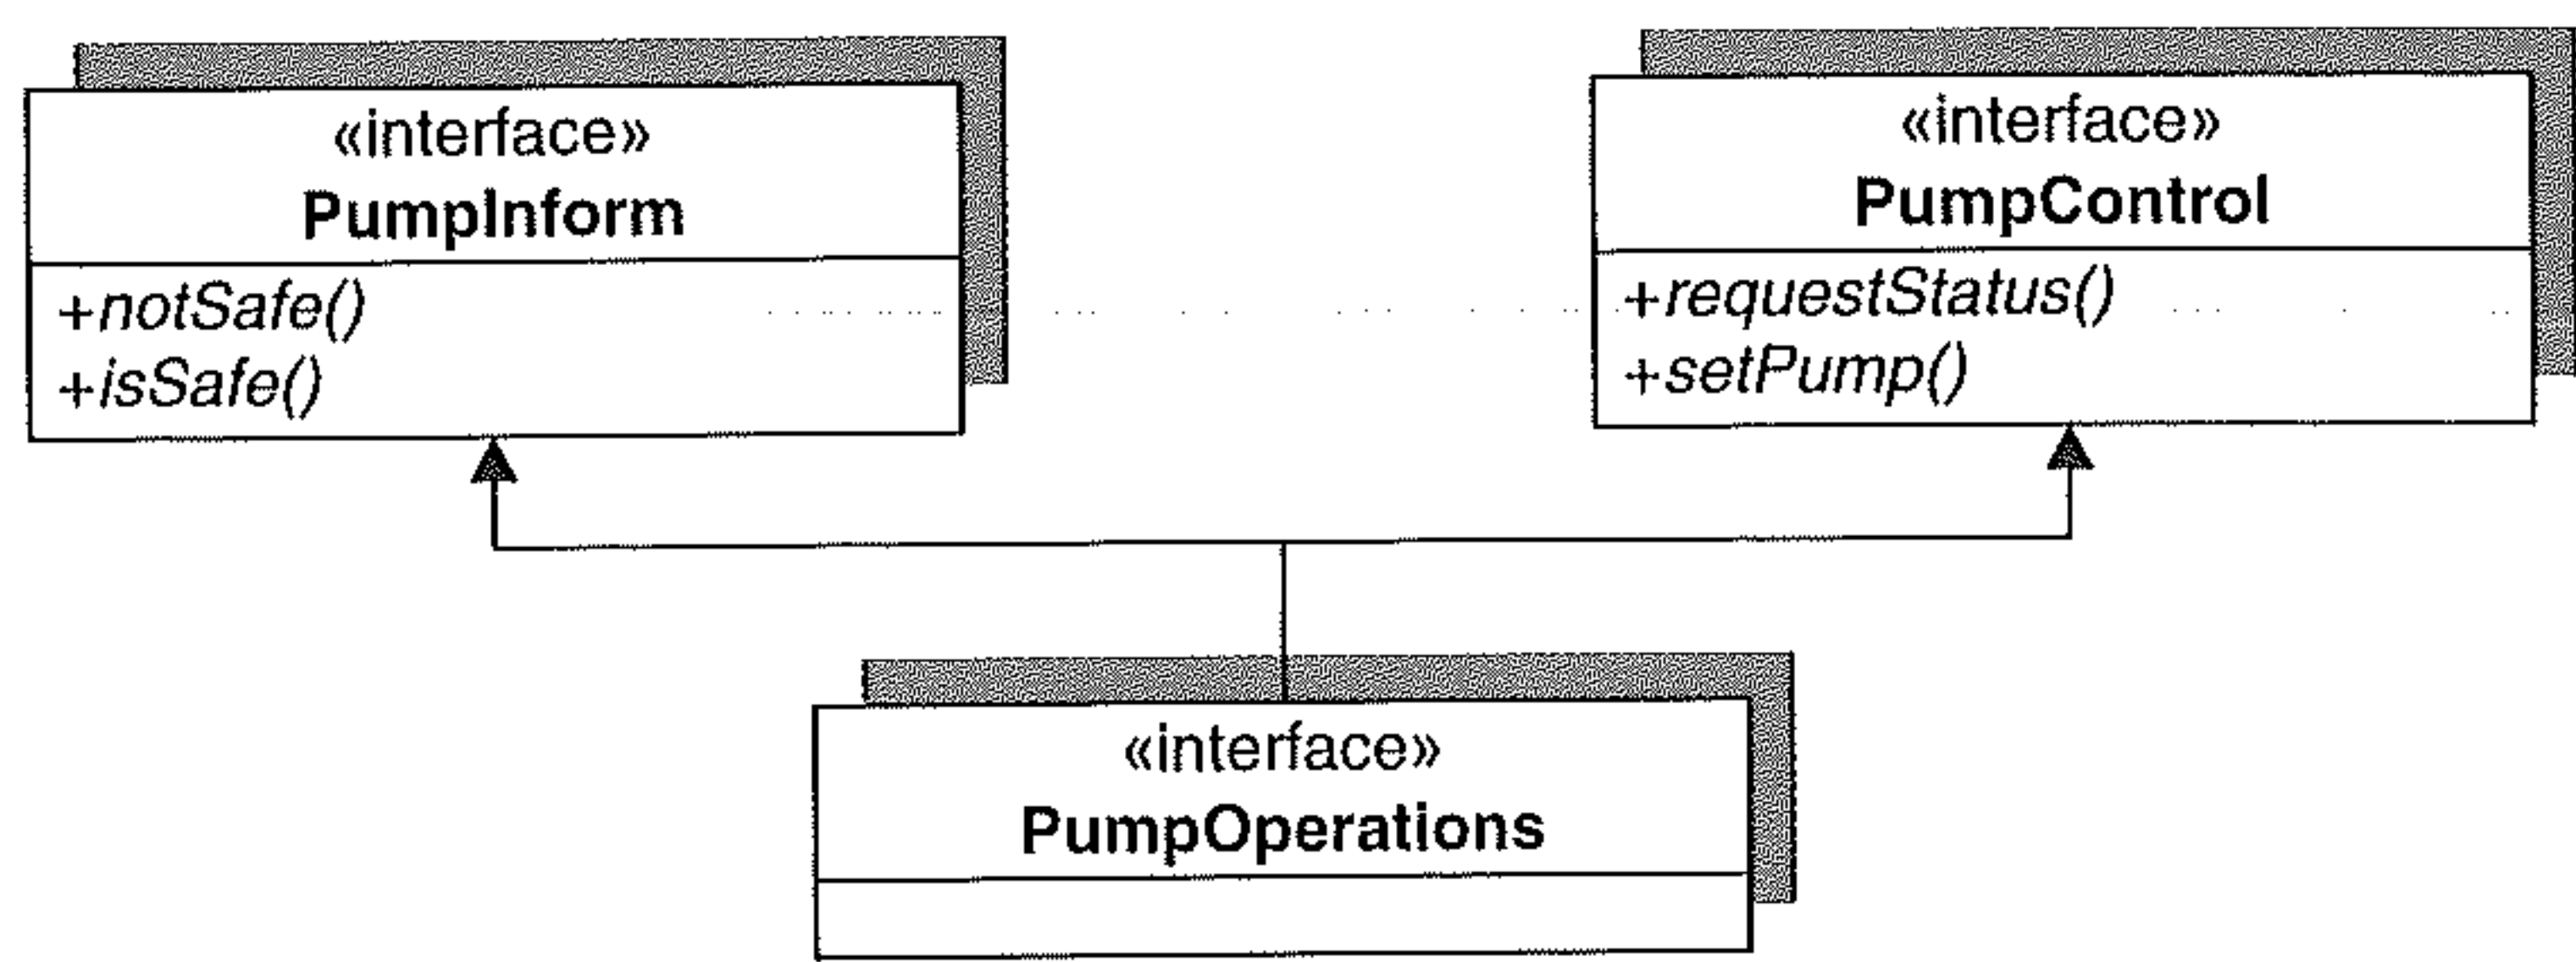 «interface»
PumpInform
+notSafe()
+isSafe()
«interface»
PumpControl
+requestStatus()
+setPump()
«interface»
PumpOperations